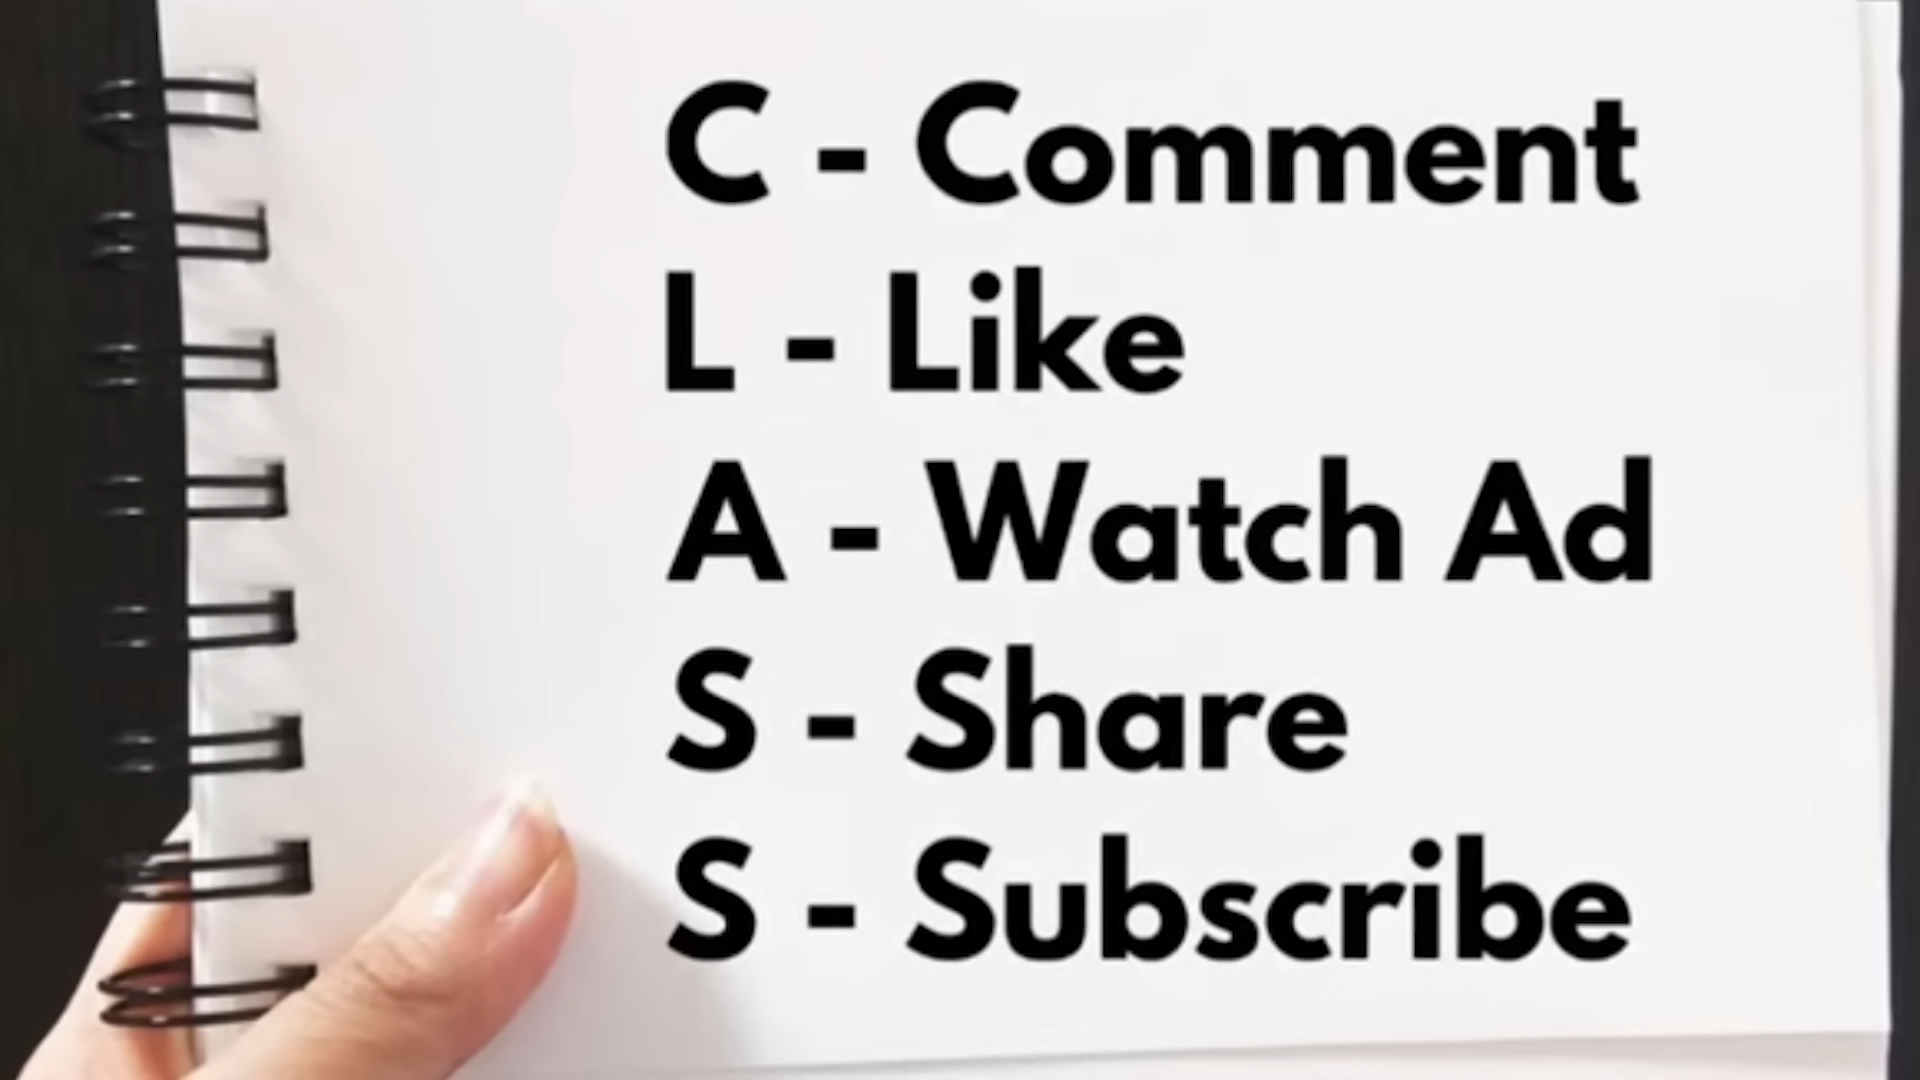 C - Comment
L - Like
A - Watch Ad
S - Share
S - Subscribe